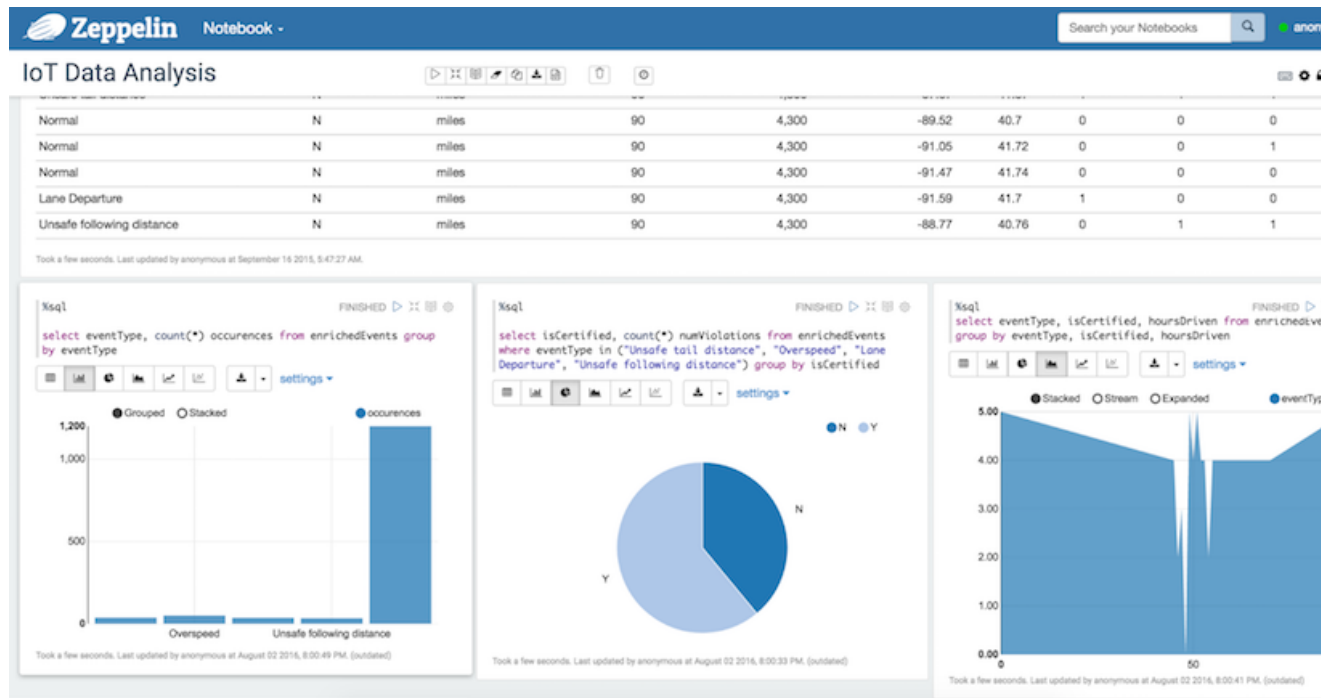 Zeppelin Notebook Search your Notebooks anon
IoT Data Analysis
Unsafe tail distance N miles 90
Normal N miles 90 4,300 -89.52 40.7 0 0 0
Normal N miles 90 4,300 -91.05 41.72 0 0 1
Normal N miles 90 4,300 -91.47 41.74 0 0 0
Lane Departure N miles 90 4,300 -91.59 41.7 1 0 0
Unsafe following distance N miles 90 4,300 -88.77 40.76 0 1 1
Took a few seconds. Last updated by anonymous at September 16 2015, 5:47:27 AM.
%sql FINISHED
select eventType, count(*) occurences from enrichedEvents group
by eventType
settings
Grouped Stacked occurences
1,200
1,000
500
0
Overspeed Unsafe following distance
Took a few seconds. Last updated by anonymous at August 02 2016, 8:00:49 PM. (outdated)
%sql FINISHED
select isCertified, count(*) numViolations from enrichedEvents
where eventType in ("Unsafe tail distance", "Overspeed", "Lane
Departure", "Unsafe following distance") group by isCertified
settings
N Y
N
Y
Took a few seconds. Last updated by anonymous at August 02 2016, 8:00:33 PM. (outdated)
%sql FINISHED
select eventType, isCertified, hoursDriven from enrichedEve
group by eventType, isCertified, hoursDriven
settings
Stacked Stream Expanded eventTyp
5.00
4.00
3.00
2.00
1.00
0.00
0 50
Took a few seconds. Last updated by anonymous at August 02 2016, 8:00:41 PM. (outdated)